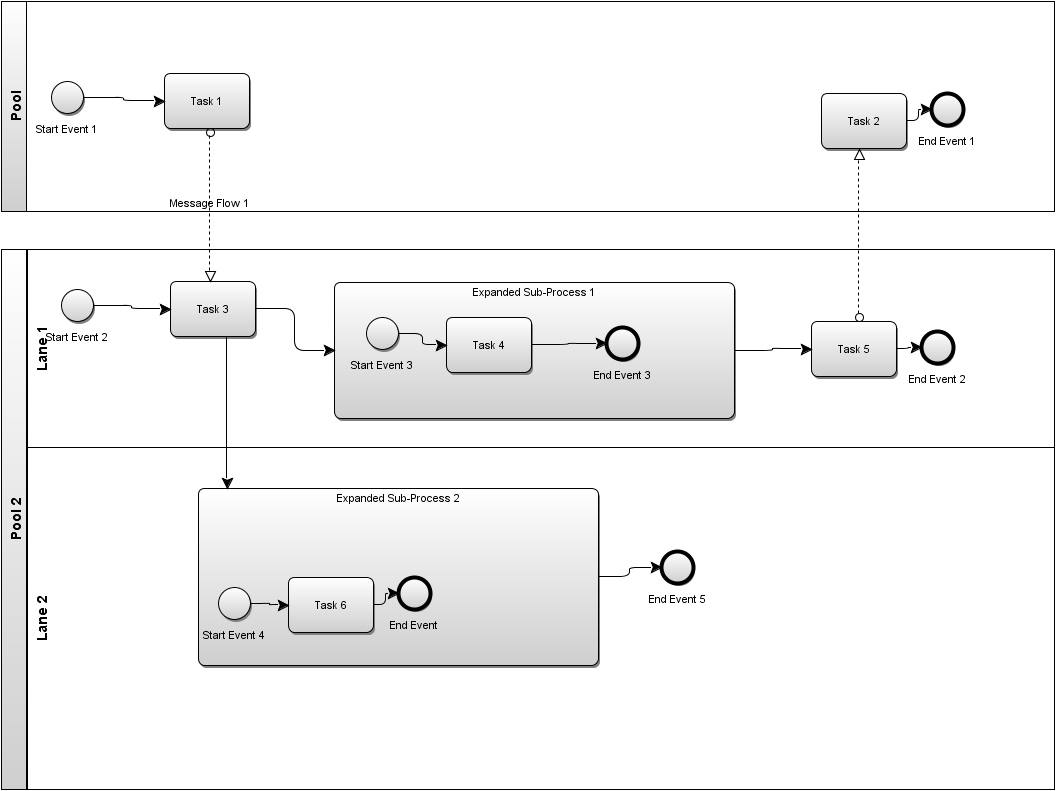 Pool
Start Event 1
Task 1
Task 2
End Event 1
Message Flow 1
Pool 2
Lane 1
Start Event 2
Task 3
Expanded Sub-Process 1
Start Event 3
Task 4
End Event 3
Task 5
End Event 2
Lane 2
Expanded Sub-Process 2
Start Event 4
Task 6
End Event
End Event 5